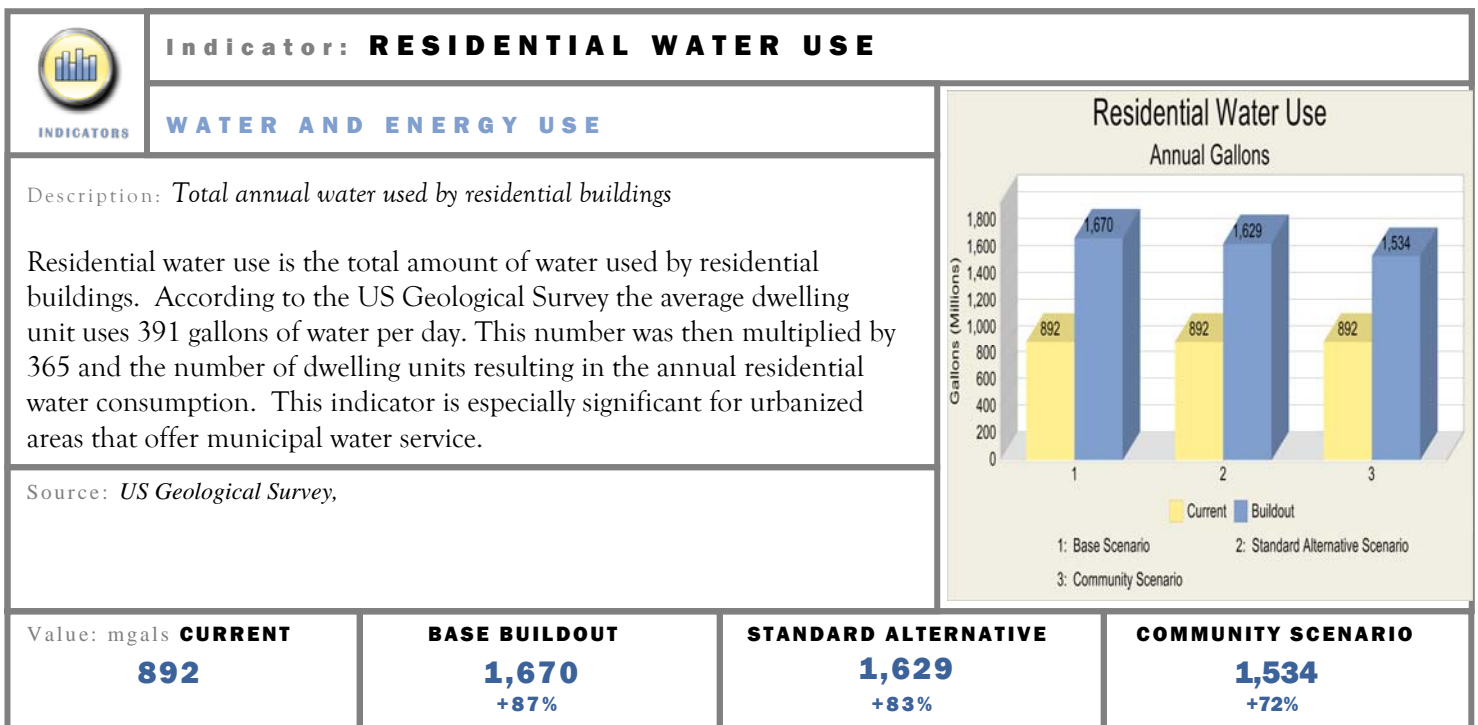 Indicator: RESIDENTIAL WATER USE
INDICATORS
WATER AND ENERGY USE
Description: Total annual water used by residential buildings
Residential water use is the total amount of water used by residential
buildings. According to the US Geological Survey the average dwelling
unit uses 391 gallons of water per day. This number was then multiplied by
365 and the number of dwelling units resulting in the annual residential
water consumption. This indicator is especially significant for urbanized
areas that offer municipal water service.
Source: US Geological Survey,
Residential Water Use
Annual Gallons
Gallons (Millions)
1,800
1,600
1,400
1,200
1,000
800
600
400
200
0
892
1,670
892
1,629
892
1,534
1 2 3
Current Buildout
1: Base Scenario 2: Standard Alternative Scenario
3: Community Scenario
Value: mgals CURRENT
892
BASE BUILDOUT
1,670
+87%
STANDARD ALTERNATIVE
1,629
+83%
COMMUNITY SCENARIO
1,534
+72%